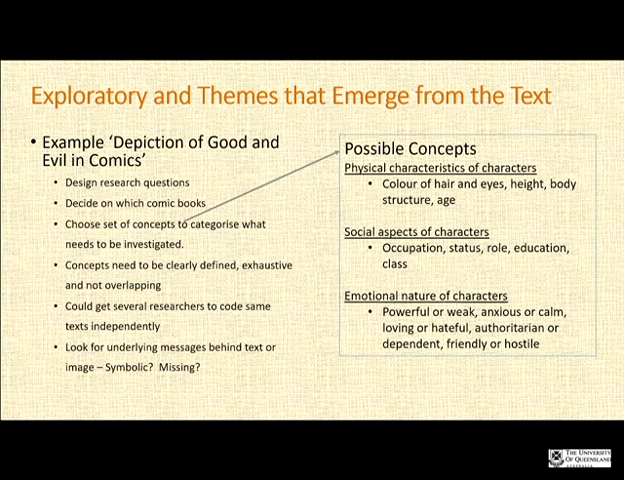 Exploratory and Themes that Emerge from the Text
• Example ‘Depiction of Good and
Evil in Comics’
• Design research questions
• Decide on which comic books
• Choose set of concepts to categorise what
needs to be investigated.
• Concepts need to be clearly defined, exhaustive
and not overlapping
• Could get several researchers to code same
texts independently
• Look for underlying messages behind text or
image – Symbolic? Missing?
Possible Concepts
Physical characteristics of characters
• Colour of hair and eyes, height, body
structure, age
Social aspects of characters
• Occupation, status, role, education,
class
Emotional nature of characters
• Powerful or weak, anxious or calm,
loving or hateful, authoritarian or
dependent, friendly or hostile
THE UNIVERSITY
OF QUEENSLAND
AUSTRALIA